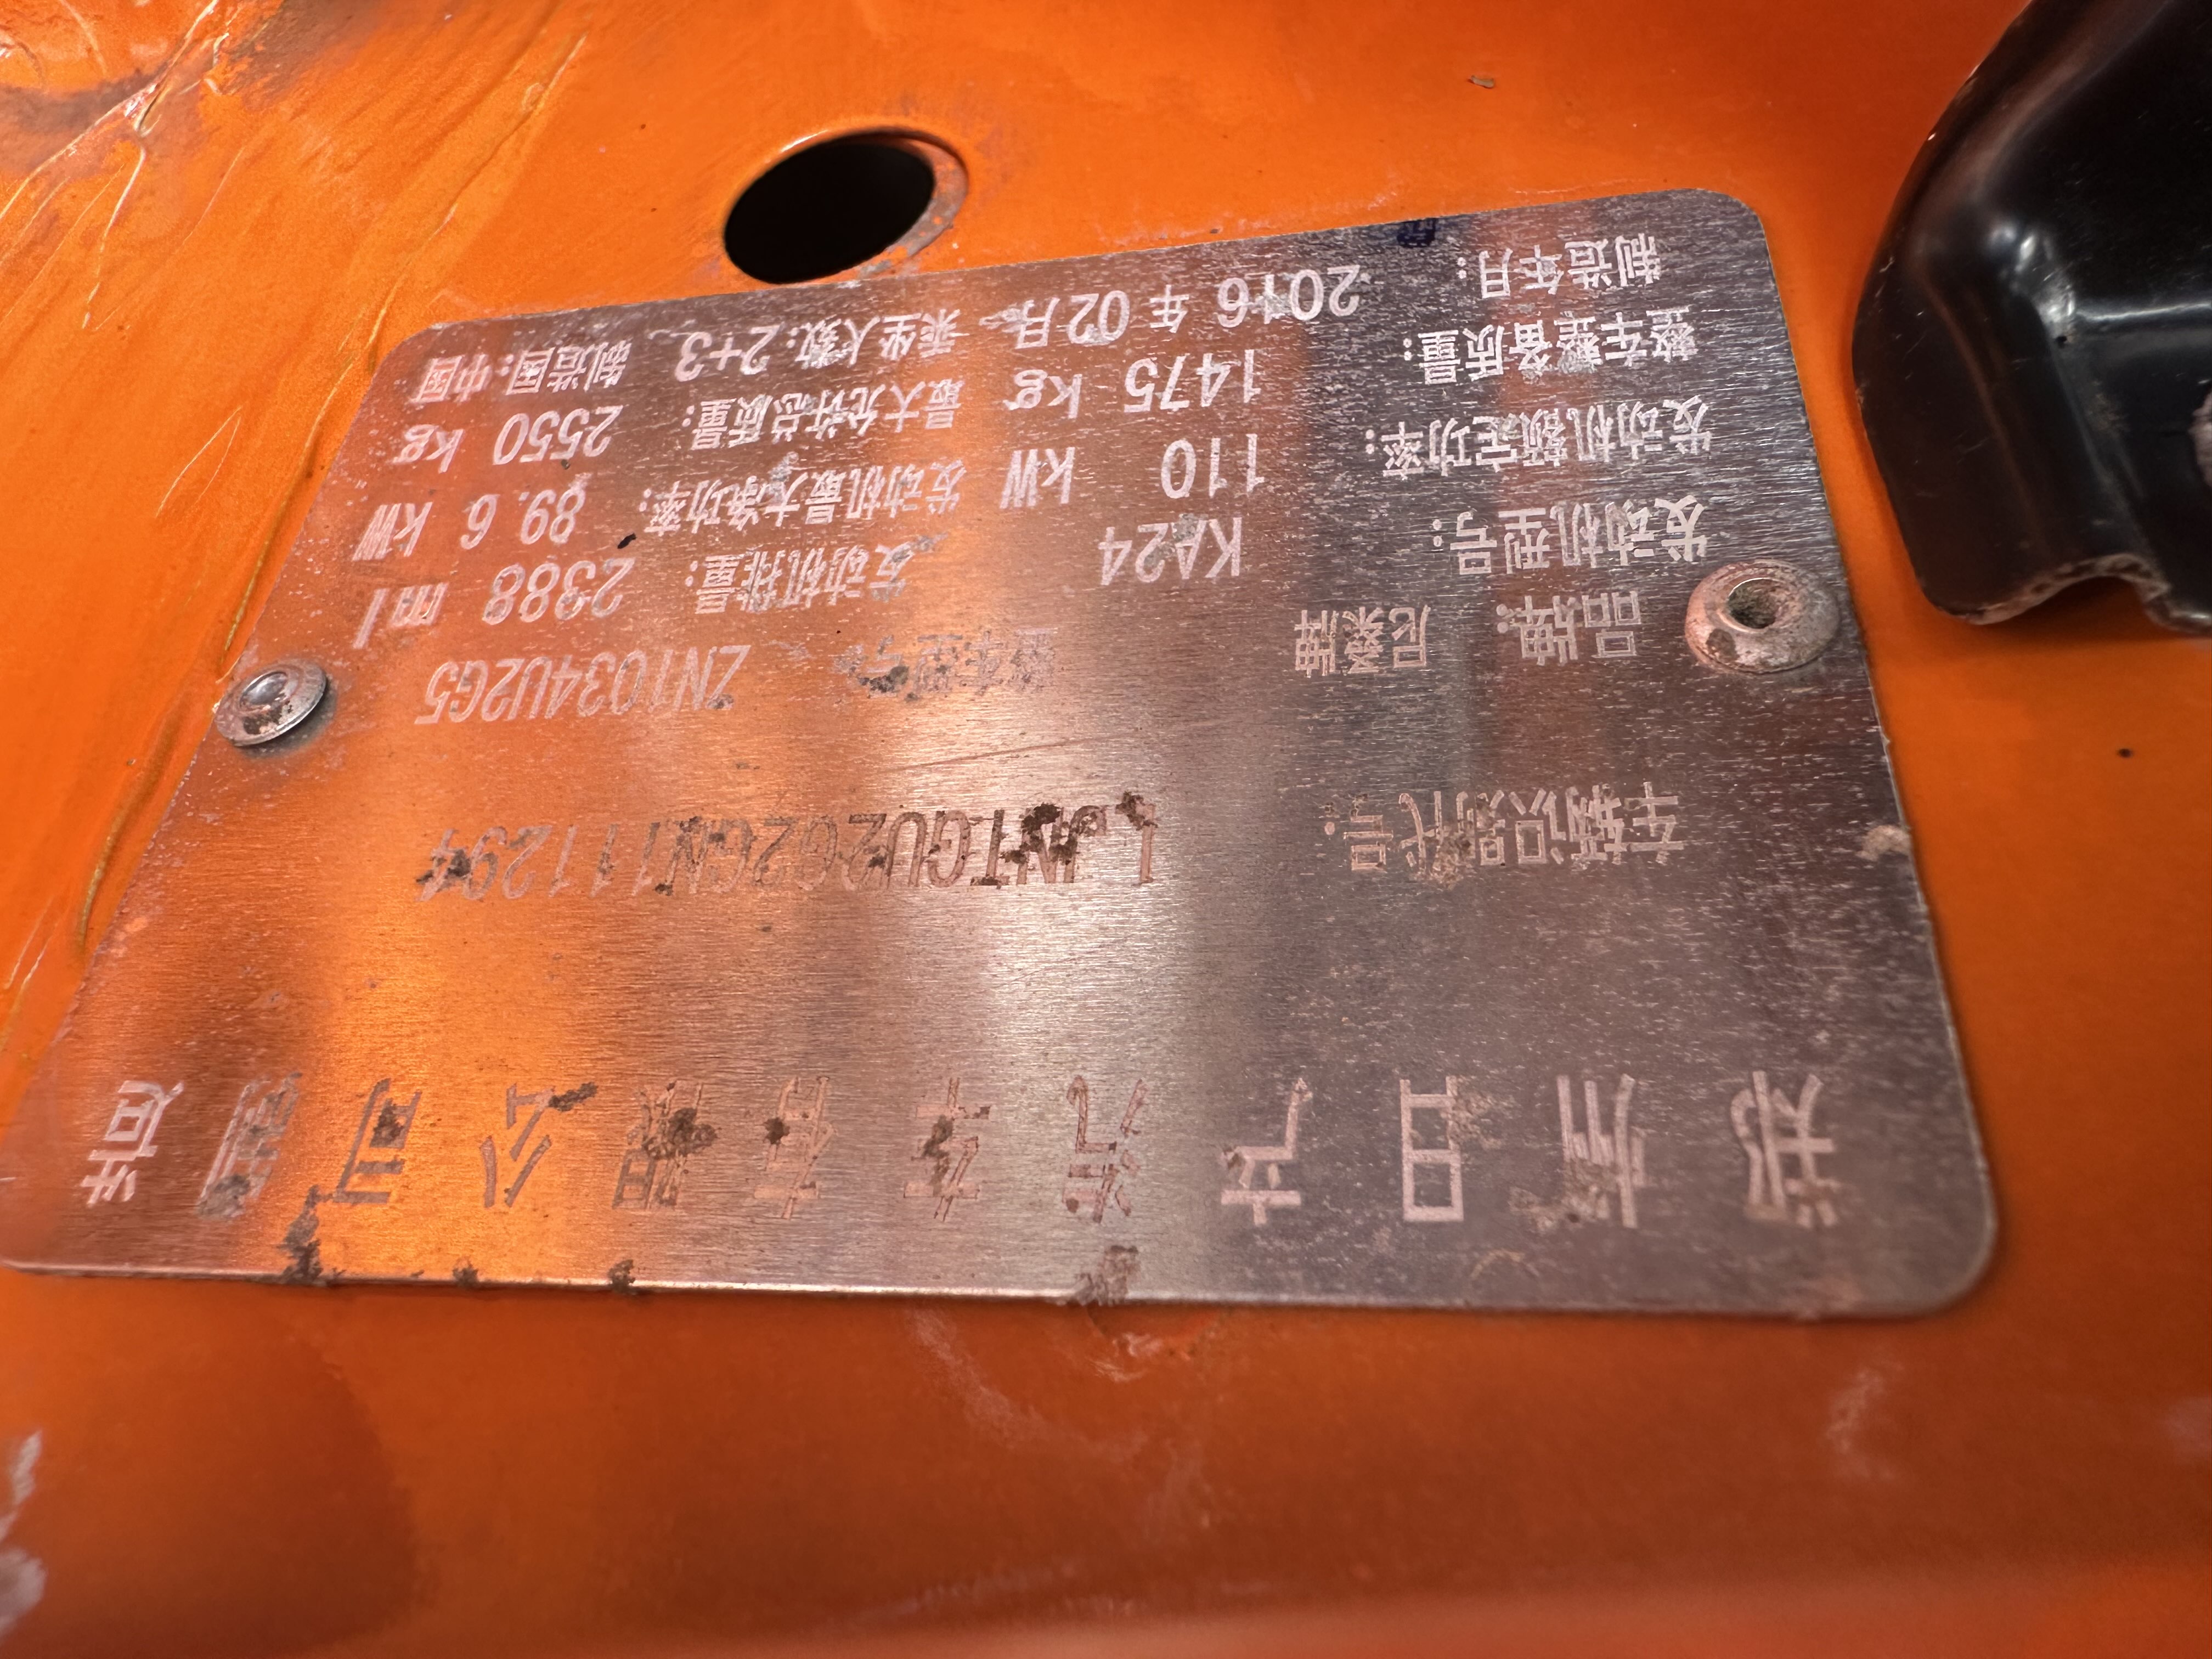 郑州日产汽车有限公司制造
车辆识别代号: LJNTGU2G2GN111294
品牌: 尼桑牌 整车型号: ZN1034U2G5
发动机型号: KA24 发动机排量: 2388 ml
发动机额定功率: 110 kW 发动机最大净功率: 89.6 kW
整车整备质量: 1475 kg 最大允许总质量: 2550 kg
制造年月: 2016 年 02月 乘坐人数: 2+3 制造国: 中国